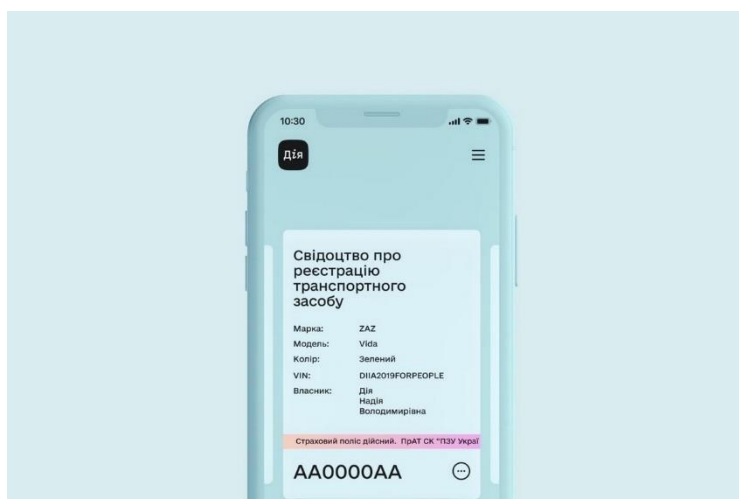 10:30
Дія
Свідоцтво про
реєстрацію
транспортного
засобу
Марка: ZAZ
Модель: Vida
Колір: Зелений
VIN: DIIA2019FORPEOPLE
Власник: Дія
Надія
Володимирівна
Страховий поліс дійсний. ПрАТ СК "ПЗУ Украї
AA0000AA